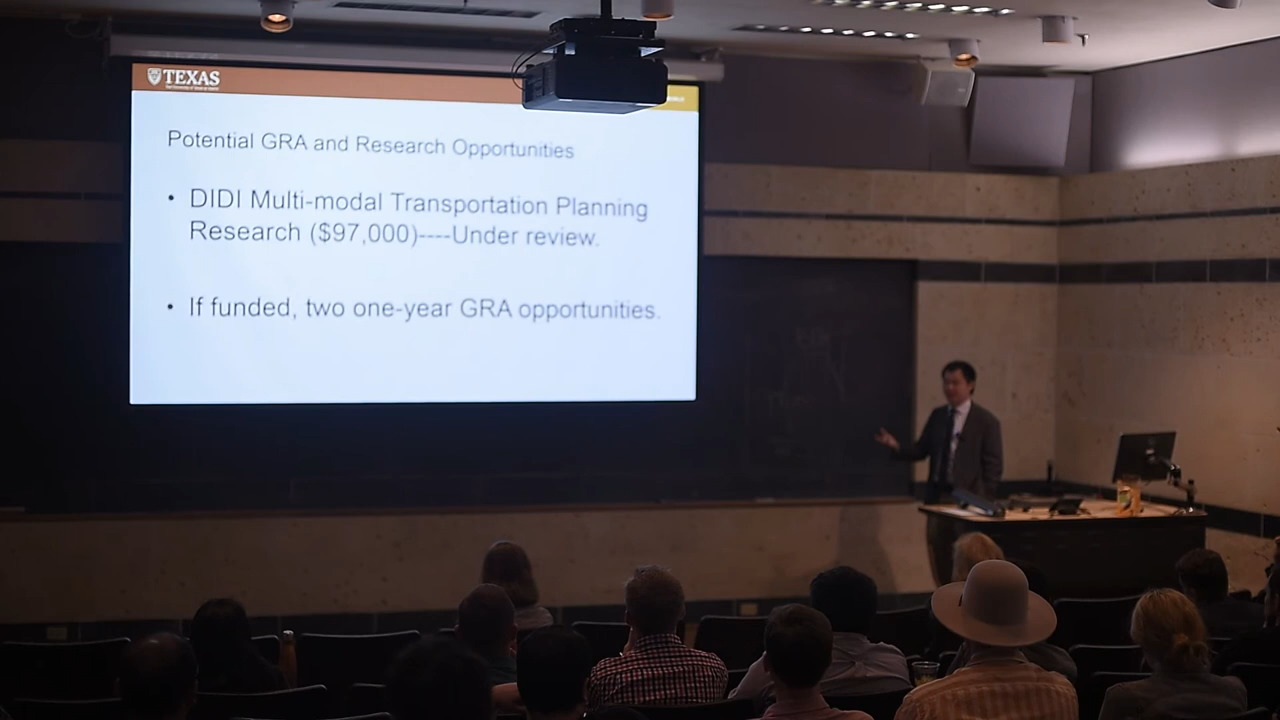 TEXAS
Potential GRA and Research Opportunities
• DIDI Multi-modal Transportation Planning
Research ($97,000)----Under review.
• If funded, two one-year GRA opportunities.